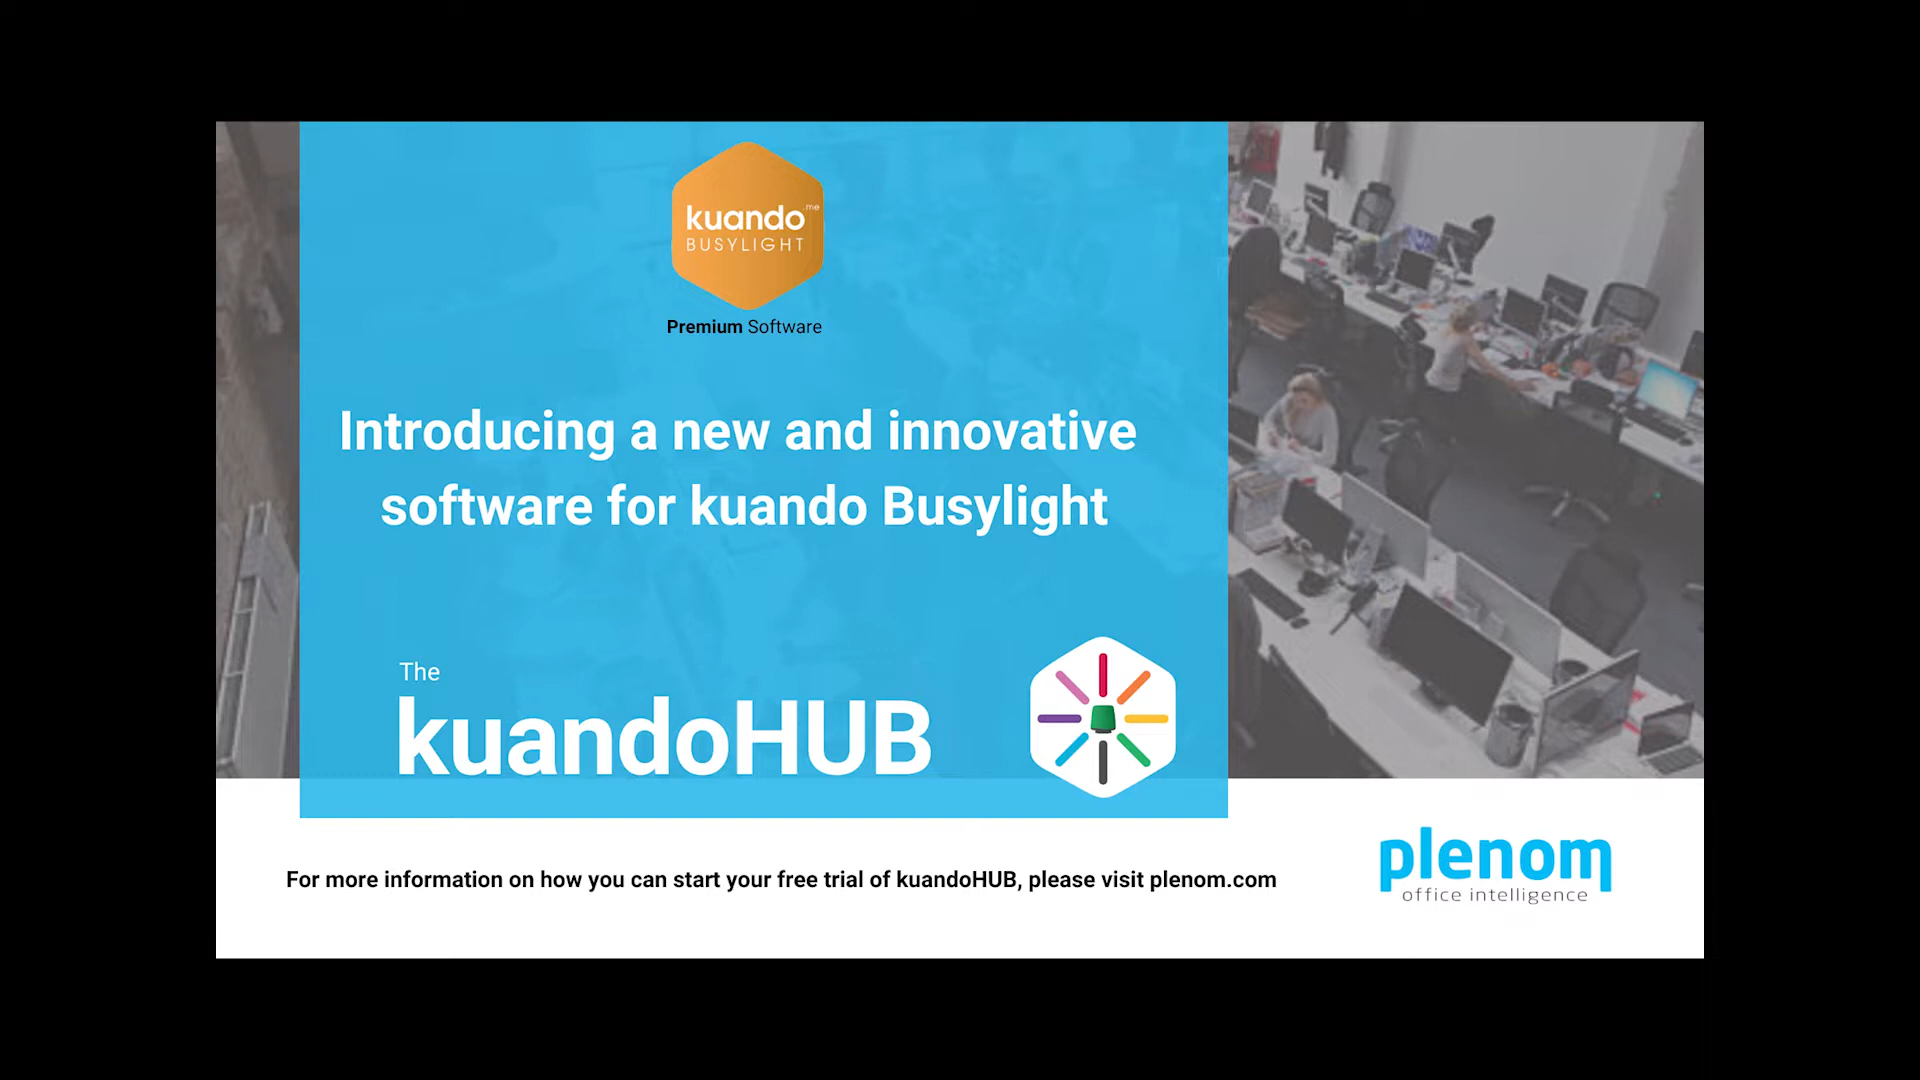 kuando.me
BUSYLIGHT
Premium Software
Introducing a new and innovative
software for kuando Busylight
The
kuandoHUB
For more information on how you can start your free trial of kuandoHUB, please visit plenom.com
plenom
office intelligence